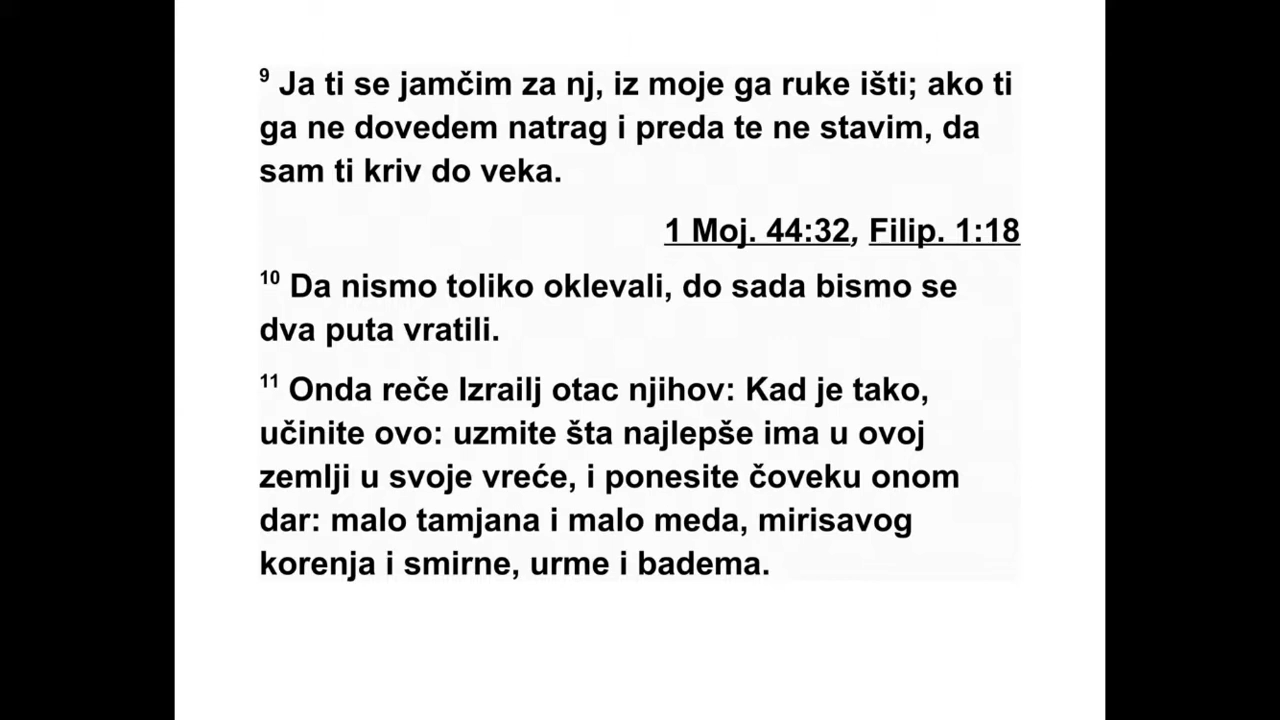 9 Ja ti se jamčim za nj, iz moje ga ruke išti; ako ti
ga ne dovedem natrag i preda te ne stavim, da
sam ti kriv do veka.
1 Moj. 44:32, Filip. 1:18
10 Da nismo toliko oklevali, do sada bismo se
dva puta vratili.
11 Onda reče Izrailj otac njihov: Kad je tako,
učinite ovo: uzmite šta najlepše ima u ovoj
zemlji u svoje vreće, i ponesite čoveku onom
dar: malo tamjana i malo meda, mirisavog
korenja i smirne, urme i badema.